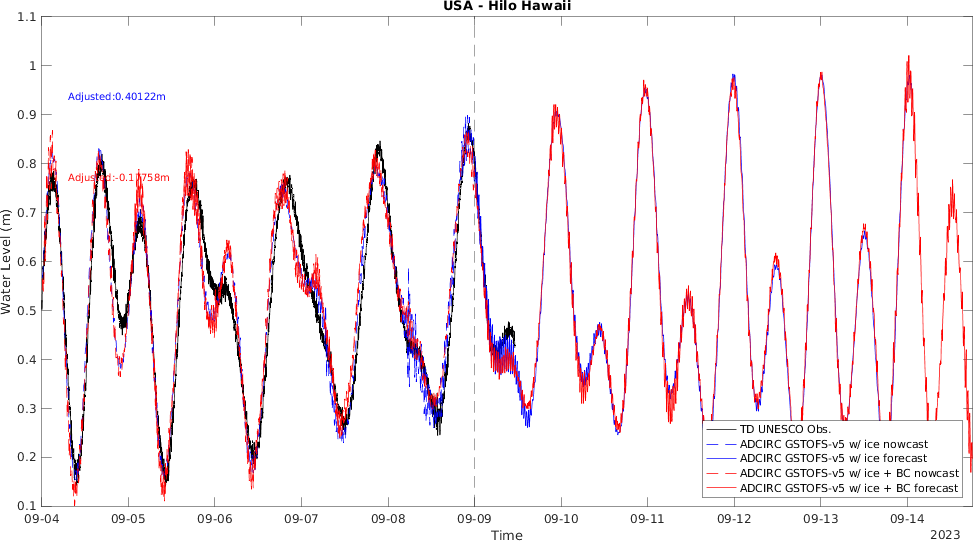 USA - Hilo Hawaii
1.1
1
0.9
0.8
0.7
0.6
0.5
0.4
0.3
0.2
0.1
Water Level (m)
Adjusted:0.40122m
TD UNESCO Obs.
ADCIRC GSTOFS-v5 w/ ice nowcast
ADCIRC GSTOFS-v5 w/ ice forecast
ADCIRC GSTOFS-v5 w/ ice + BC nowcast
ADCIRC GSTOFS-v5 w/ ice + BC forecast
09-04 09-05 09-06 09-07 09-08 09-09 09-10 09-11 09-12 09-13 09-14
Time
2023